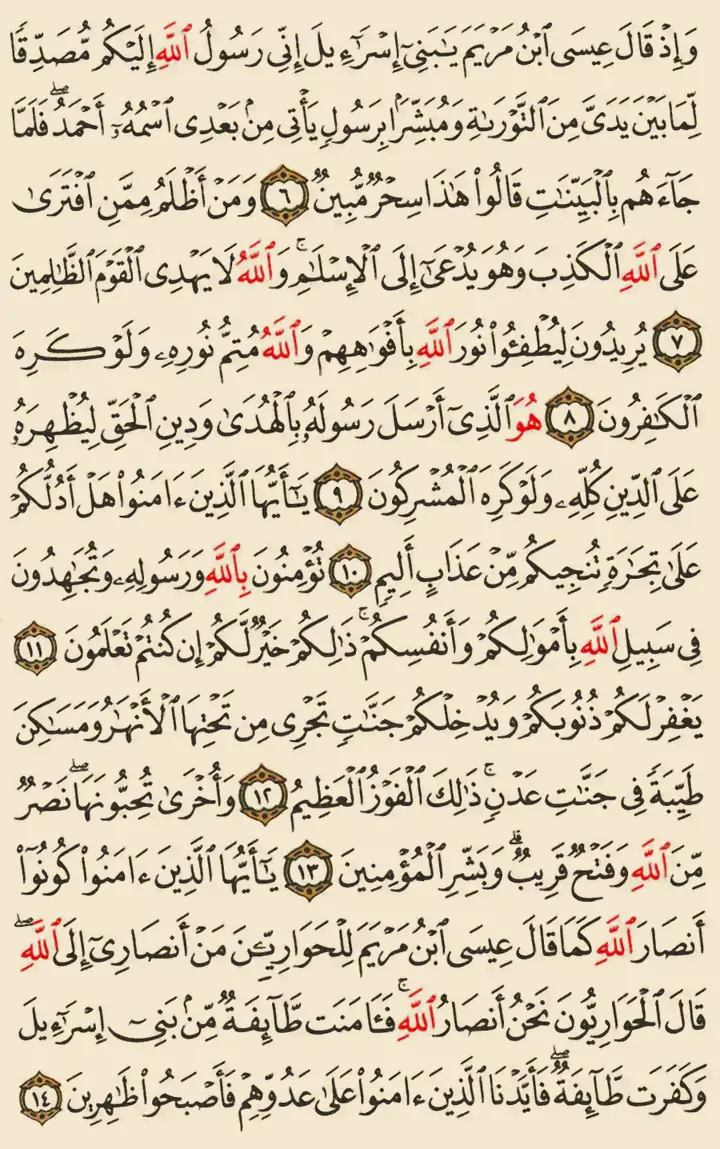 وَإِذۡ قَالَ عِيسَى ٱبۡنُ مَرۡيَمَ يَٰبَنِيٓ إِسۡرَٰٓءِيلَ إِنِّي رَسُولُ ٱللَّهِ إِلَيۡكُم مُّصَدِّقٗا
لِّمَا بَيۡنَ يَدَيَّ مِنَ ٱلتَّوۡرَىٰةِ وَمُبَشِّرَۢا بِرَسُولٖ يَأۡتِي مِنۢ بَعۡدِي ٱسۡمُهُۥٓ أَحۡمَدُۖ فَلَمَّا
جَآءَهُم بِٱلۡبَيِّنَٰتِ قَالُواْ هَٰذَا سِحۡرٞ مُّبِينٞ ٦ وَمَنۡ أَظۡلَمُ مِمَّنِ ٱفۡتَرَىٰ
عَلَى ٱللَّهِ ٱلۡكَذِبَ وَهُوَ يُدۡعَىٰٓ إِلَى ٱلۡإِسۡلَٰمِۚ وَٱللَّهُ لَا يَهۡدِي ٱلۡقَوۡمَ ٱلظَّٰلِمِينَ
٧ يُرِيدُونَ لِيُطۡفِـُٔواْ نُورَ ٱللَّهِ بِأَفۡوَٰهِهِمۡ وَٱللَّهُ مُتِمُّ نُورِهِۦ وَلَوۡ كَرِهَ
ٱلۡكَٰفِرُونَ ٨ هُوَ ٱلَّذِيٓ أَرۡسَلَ رَسُولَهُۥ بِٱلۡهُدَىٰ وَدِينِ ٱلۡحَقِّ لِيُظۡهِرَهُۥ
عَلَى ٱلدِّينِ كُلِّهِۦ وَلَوۡ كَرِهَ ٱلۡمُشۡرِكُونَ ٩ يَٰٓأَيُّهَا ٱلَّذِينَ ءَامَنُواْ هَلۡ أَدُلُّكُمۡ
عَلَىٰ تِجَٰرَةٖ تُنجِيكُم مِّنۡ عَذَابٍ أَلِيمٖ ١٠ تُؤۡمِنُونَ بِٱللَّهِ وَرَسُولِهِۦ وَتُجَٰهِدُونَ
فِي سَبِيلِ ٱللَّهِ بِأَمۡوَٰلِكُمۡ وَأَنفُسِكُمۡۚ ذَٰلِكُمۡ خَيۡرٞ لَّكُمۡ إِن كُنتُمۡ تَعۡلَمُونَ ١١
يَغۡفِرۡ لَكُمۡ ذُنُوبَكُمۡ وَيُدۡخِلۡكُمۡ جَنَّٰتٖ تَجۡرِي مِن تَحۡتِهَا ٱلۡأَنۡهَٰرُ وَمَسَٰكِنَ
طَيِّبَةٗ فِي جَنَّٰتِ عَدۡنٖۚ ذَٰلِكَ ٱلۡفَوۡزُ ٱلۡعَظِيمُ ١٢ وَأُخۡرَىٰ تُحِبُّونَهَاۖ نَصۡرٞ
مِّنَ ٱللَّهِ وَفَتۡحٞ قَرِيبٞۗ وَبَشِّرِ ٱلۡمُؤۡمِنِينَ ١٣ يَٰٓأَيُّهَا ٱلَّذِينَ ءَامَنُواْ كُونُوٓاْ
أَنصَارَ ٱللَّهِ كَمَا قَالَ عِيسَى ٱبۡنُ مَرۡيَمَ لِلۡحَوَارِيِّـۧنَ مَنۡ أَنصَارِيٓ إِلَى ٱللَّهِۖ
قَالَ ٱلۡحَوَارِيُّونَ نَحۡنُ أَنصَارُ ٱللَّهِۚ فَـَٔامَنَت طَّآئِفَةٞ مِّنۢ بَنِيٓ إِسۡرَٰٓءِيلَ
وَكَفَرَت طَّآئِفَةٞۖ فَأَيَّدۡنَا ٱلَّذِينَ ءَامَنُواْ عَلَىٰ عَدُوِّهِمۡ فَأَصۡبَحُواْ ظَٰهِرِينَ ١٤